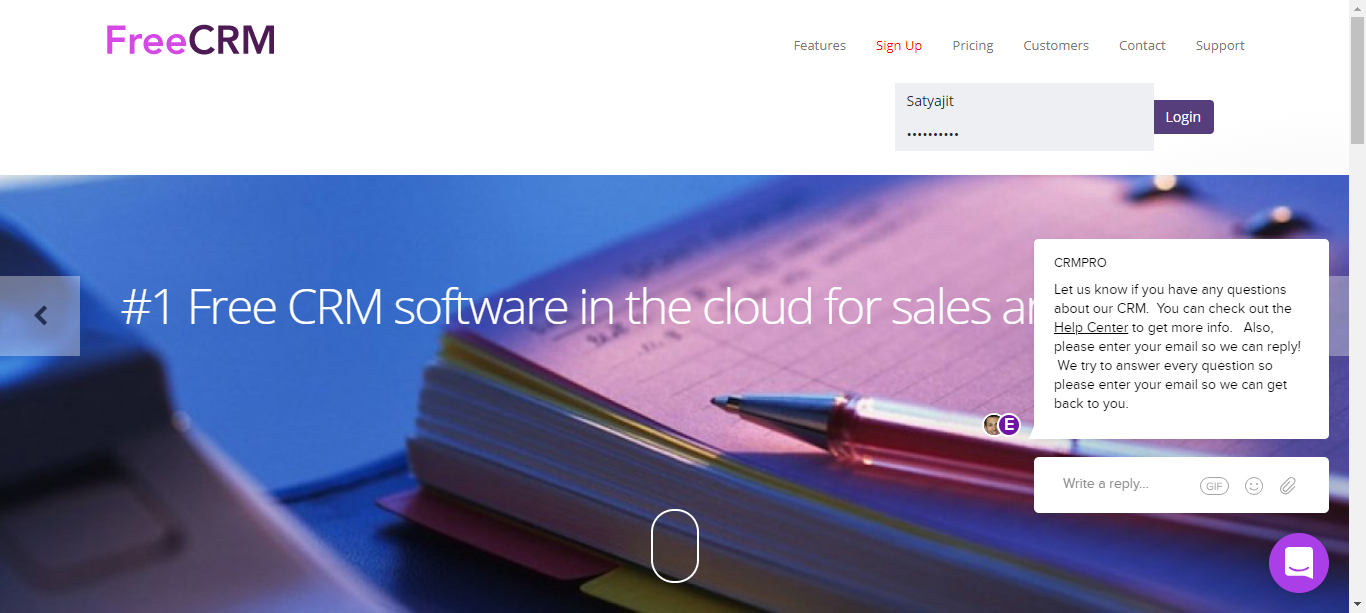 FreeCRM
Features Sign Up Pricing Customers Contact Support
Satyajit
••••••••••
Login
#1 Free CRM software in the cloud for sales
CRMPRO
Let us know if you have any questions
about our CRM.  You can check out the
Help Center to get more info.   Also,
please enter your email so we can reply!
We try to answer every question so
please enter your email so we can get
back to you.
E
Write a reply...
GIF